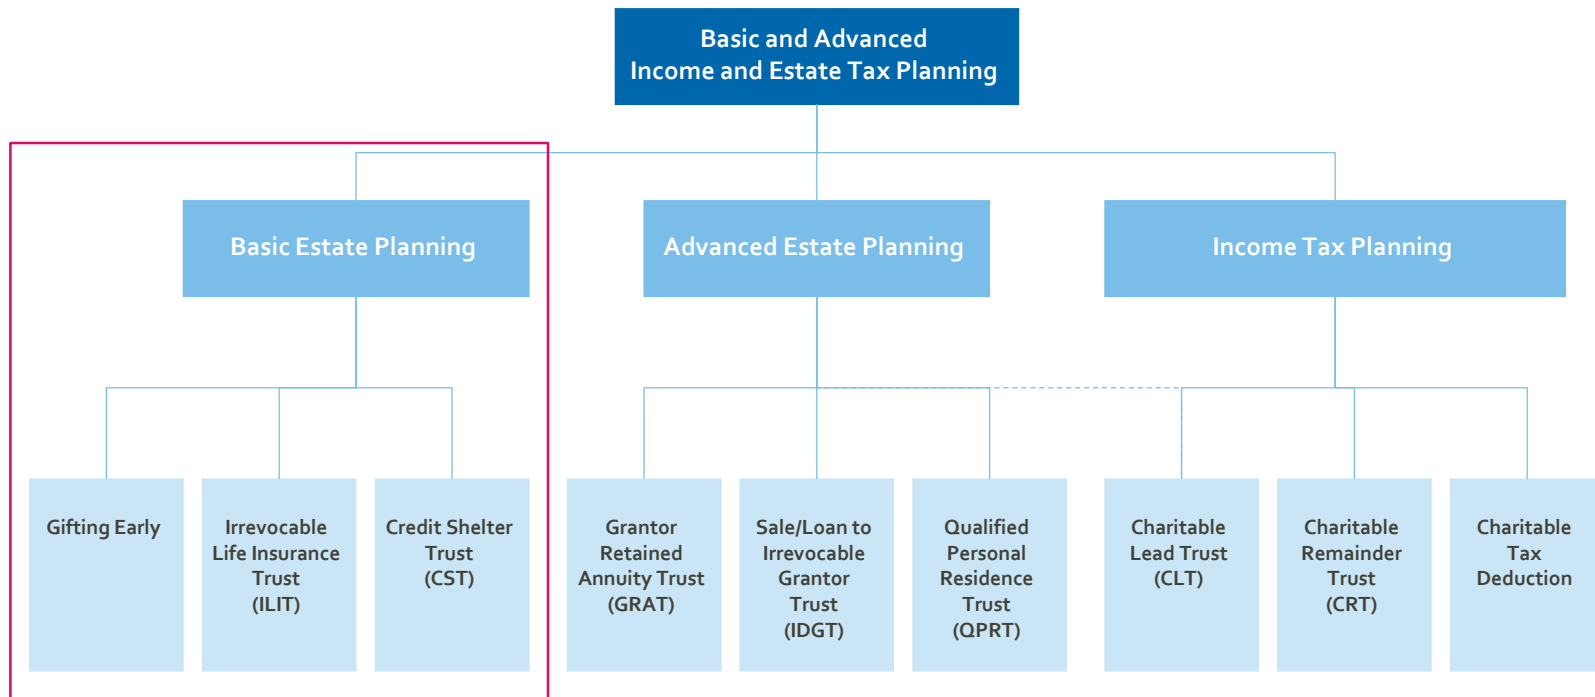 Basic and Advanced
Income and Estate Tax Planning
Basic Estate Planning
Advanced Estate Planning
Income Tax Planning
Gifting Early
Irrevocable
Life Insurance
Trust
(ILIT)
Credit Shelter
Trust
(CST)
Grantor
Retained
Annuity Trust
(GRAT)
Sale/Loan to
Irrevocable
Grantor
Trust
(IDGT)
Qualified
Personal
Residence
Trust
(QPRT)
Charitable
Lead Trust
(CLT)
Charitable
Remainder
Trust
(CRT)
Charitable
Tax
Deduction